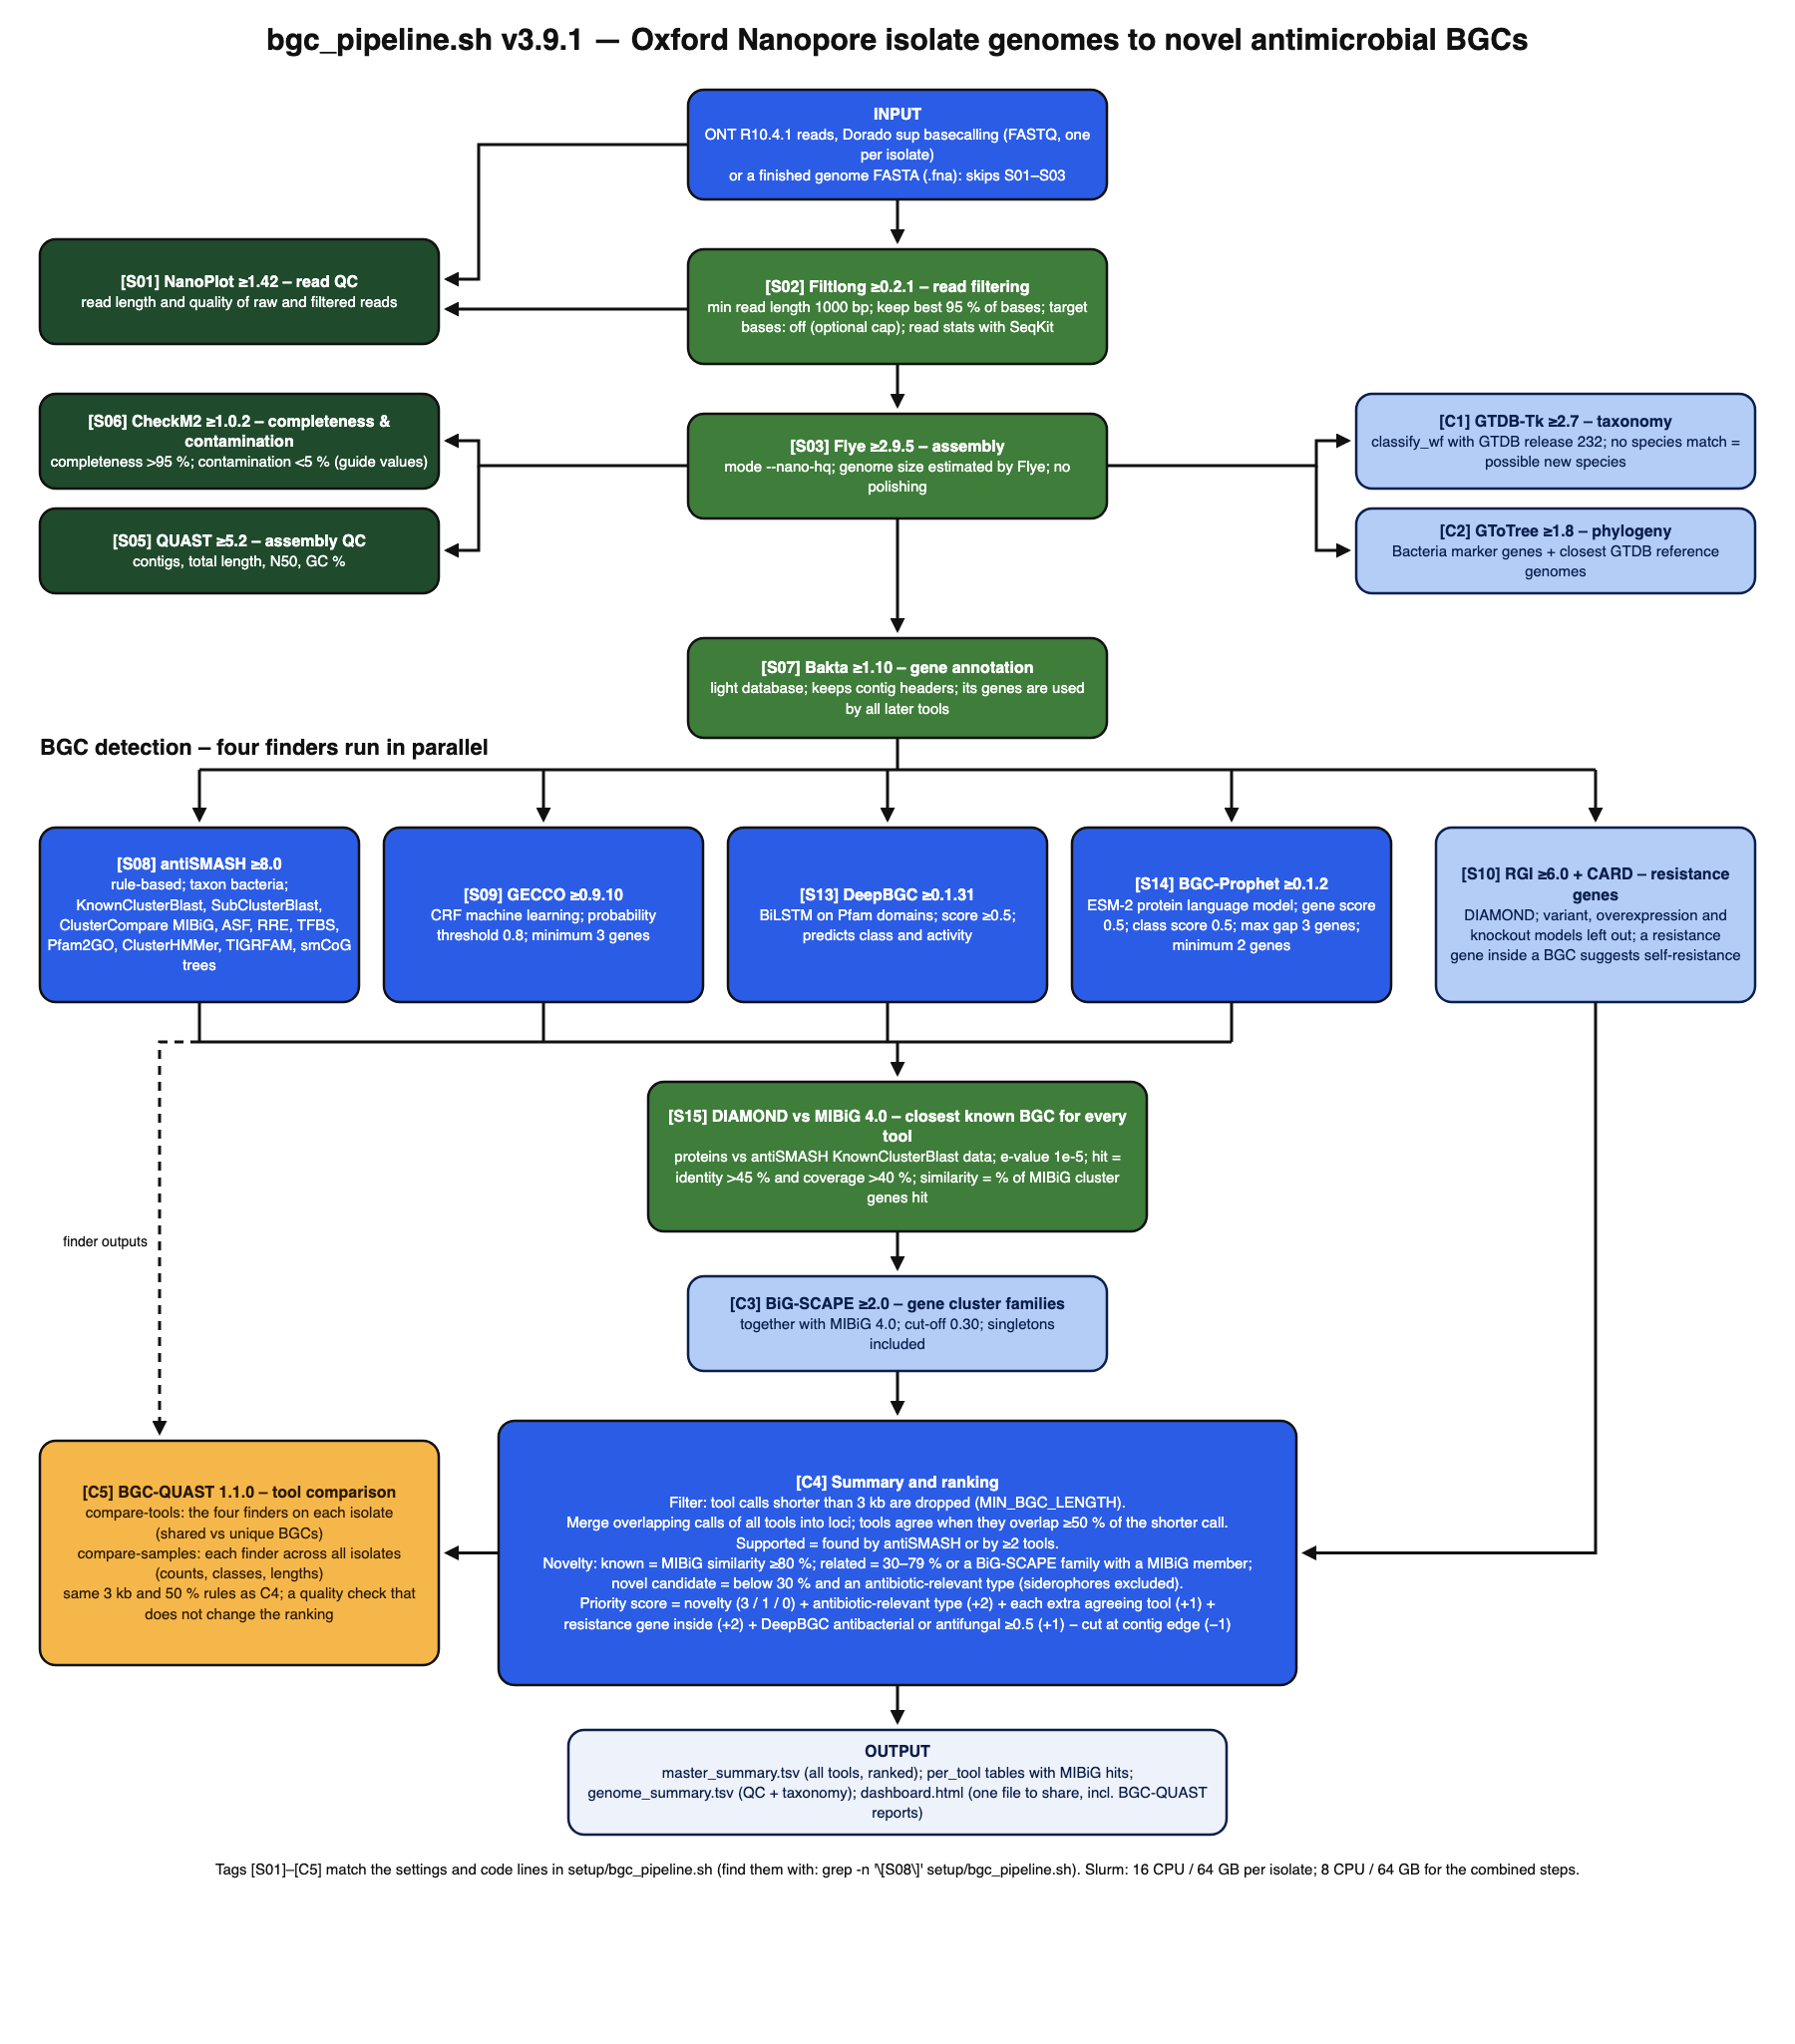 bgc_pipeline.sh v3.9.1 — Oxford Nanopore isolate genomes to novel antimicrobial BGCs
INPUT
ONT R10.4.1 reads, Dorado sup basecalling (FASTQ, one
per isolate)
or a finished genome FASTA (.fna): skips S01–S03
[S01] NanoPlot ≥1.42 – read QC
read length and quality of raw and filtered reads
[S02] Filtlong ≥0.2.1 – read filtering
min read length 1000 bp; keep best 95 % of bases; target
bases: off (optional cap); read stats with SeqKit
[S06] CheckM2 ≥1.0.2 – completeness &
contamination
completeness >95 %; contamination <5 % (guide values)
[S03] Flye ≥2.9.5 – assembly
mode --nano-hq; genome size estimated by Flye; no
polishing
[C1] GTDB-Tk ≥2.7 – taxonomy
classify_wf with GTDB release 232; no species match =
possible new species
[S05] QUAST ≥5.2 – assembly QC
contigs, total length, N50, GC %
[C2] GToTree ≥1.8 – phylogeny
Bacteria marker genes + closest GTDB reference
genomes
[S07] Bakta ≥1.10 – gene annotation
light database; keeps contig headers; its genes are used
by all later tools
BGC detection – four finders run in parallel
[S08] antiSMASH ≥8.0
rule-based; taxon bacteria;
KnownClusterBlast, SubClusterBlast,
ClusterCompare MIBiG, ASF, RRE, TFBS,
Pfam2GO, ClusterHMMer, TIGRFAM, smCoG
trees
[S09] GECCO ≥0.9.10
CRF machine learning; probability
threshold 0.8; minimum 3 genes
[S13] DeepBGC ≥0.1.31
BiLSTM on Pfam domains; score ≥0.5;
predicts class and activity
[S14] BGC-Prophet ≥0.1.2
ESM-2 protein language model; gene score
0.5; class score 0.5; max gap 3 genes;
minimum 2 genes
[S10] RGI ≥6.0 + CARD – resistance
genes
DIAMOND; variant, overexpression and
knockout models left out; a resistance
gene inside a BGC suggests self-resistance
[S15] DIAMOND vs MIBiG 4.0 – closest known BGC for every
tool
proteins vs antiSMASH KnownClusterBlast data; e-value 1e-5; hit =
identity >45 % and coverage >40 %; similarity = % of MIBiG cluster
genes hit
finder outputs
[C3] BiG-SCAPE ≥2.0 – gene cluster families
together with MIBiG 4.0; cut-off 0.30; singletons
included
[C5] BGC-QUAST 1.1.0 – tool comparison
compare-tools: the four finders on each isolate
(shared vs unique BGCs)
compare-samples: each finder across all isolates
(counts, classes, lengths)
same 3 kb and 50 % rules as C4; a quality check that
does not change the ranking
[C4] Summary and ranking
Filter: tool calls shorter than 3 kb are dropped (MIN_BGC_LENGTH).
Merge overlapping calls of all tools into loci; tools agree when they overlap ≥50 % of the shorter call.
Supported = found by antiSMASH or by ≥2 tools.
Novelty: known = MIBiG similarity ≥80 %; related = 30–79 % or a BiG-SCAPE family with a MIBiG member;
novel candidate = below 30 % and an antibiotic-relevant type (siderophores excluded).
Priority score = novelty (3 / 1 / 0) + antibiotic-relevant type (+2) + each extra agreeing tool (+1) +
resistance gene inside (+2) + DeepBGC antibacterial or antifungal ≥0.5 (+1) – cut at contig edge (−1)
OUTPUT
master_summary.tsv (all tools, ranked); per_tool tables with MIBiG hits;
genome_summary.tsv (QC + taxonomy); dashboard.html (one file to share, incl. BGC-QUAST
reports)
Tags [S01]–[C5] match the settings and code lines in setup/bgc_pipeline.sh (find them with: grep -n '\[S08\]' setup/bgc_pipeline.sh). Slurm: 16 CPU / 64 GB per isolate; 8 CPU / 64 GB for the combined steps.